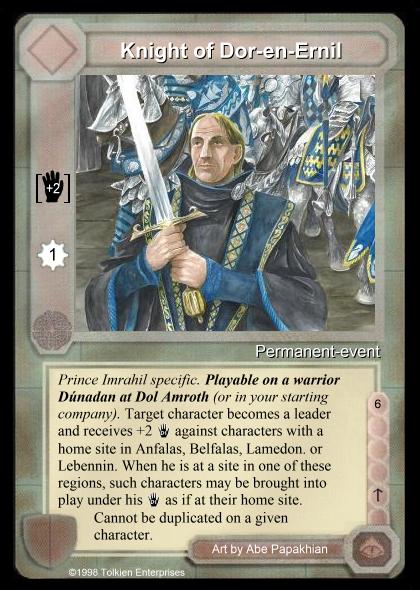 Knight of Dor-en-Ernil
[+2]
1
Permanent-event
Prince Imrahil specific. Playable on a warrior
Dúnadan at Dol Amroth (or in your starting
company). Target character becomes a leader
and receives +2 against characters with a
home site in Anfalas, Belfalas, Lamedon. or
Lebennin. When he is at a site in one of these
regions, such characters may be brought into
play under his as if at their home site.
Cannot be duplicated on a given
character.
6
Art by Abe Papakhian
©1998 Tolkien Enterprises